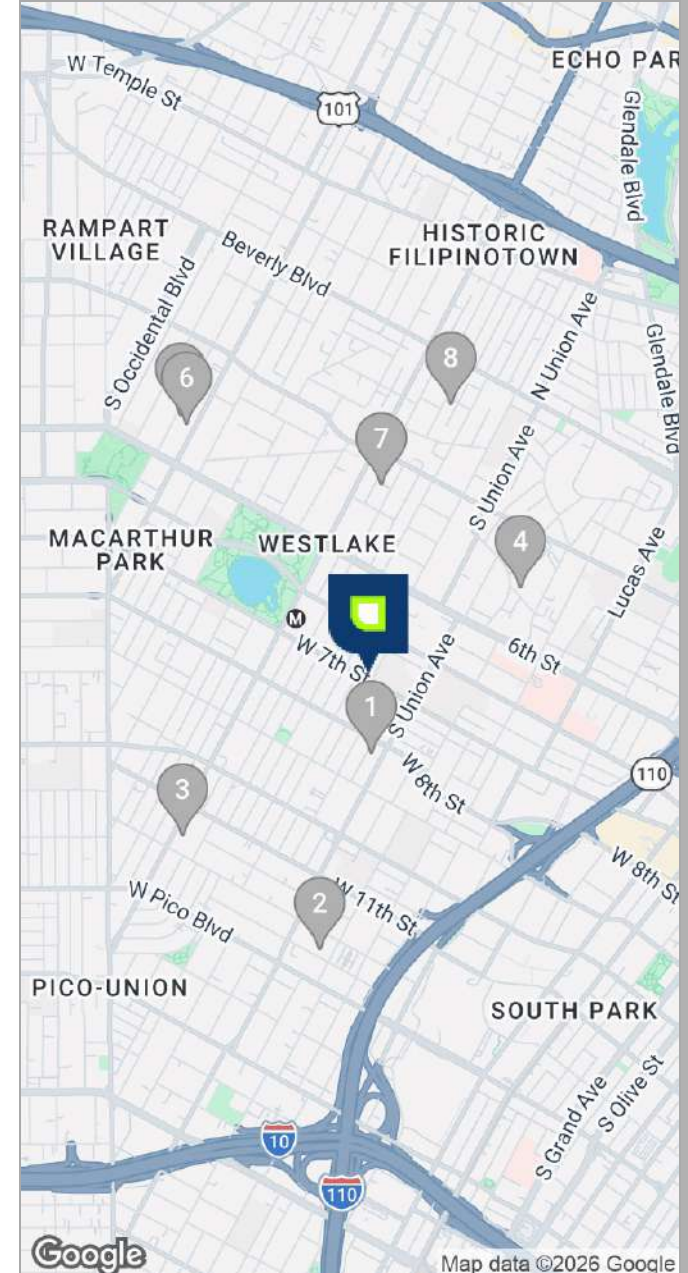 ECHO PAR
W Temple St
101
Glendale Blvd
RAMPART
VILLAGE
HISTORIC
FILIPINOTOWN
Beverly Blvd
S Occidental Blvd
N Union Ave
Glendale Blvd
8
6
7
S Union Ave
4
MACARTHUR
PARK
WESTLAKE
Lucas Ave
M
W 7th St
6th St
S Union Ave
1
W 8th St
110
3
W 8th St
2
W 11th St
W Pico Blvd
PICO-UNION
SOUTH PARK
S Grand Ave
S Olive St
10
110
Google
Map data ©2026 Google